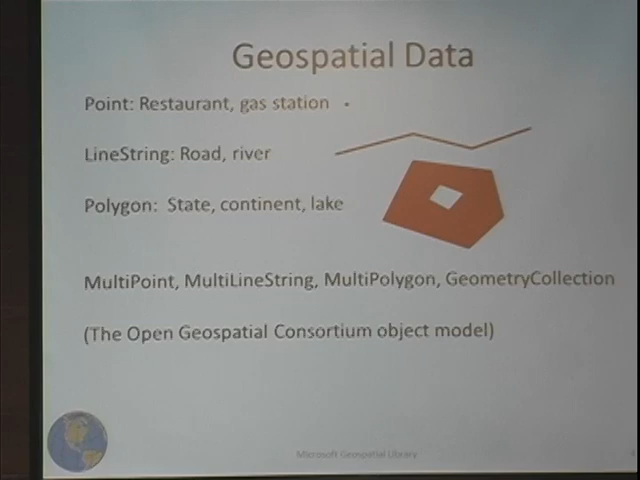 Geospatial Data
Point: Restaurant, gas station
LineString: Road, river
Polygon: State, continent, lake
MultiPoint, MultiLineString, MultiPolygon, GeometryCollection
(The Open Geospatial Consortium object model)
Microsoft Geospatial Library